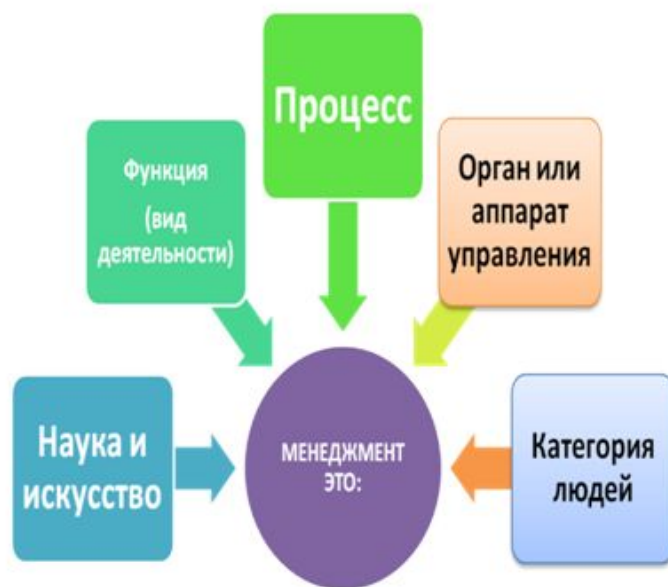 Процесс
Функция
(вид
деятельности)
Орган или
аппарат
управления
Наука и
искусство
МЕНЕДЖМЕНТ
ЭТО:
Категория
людей